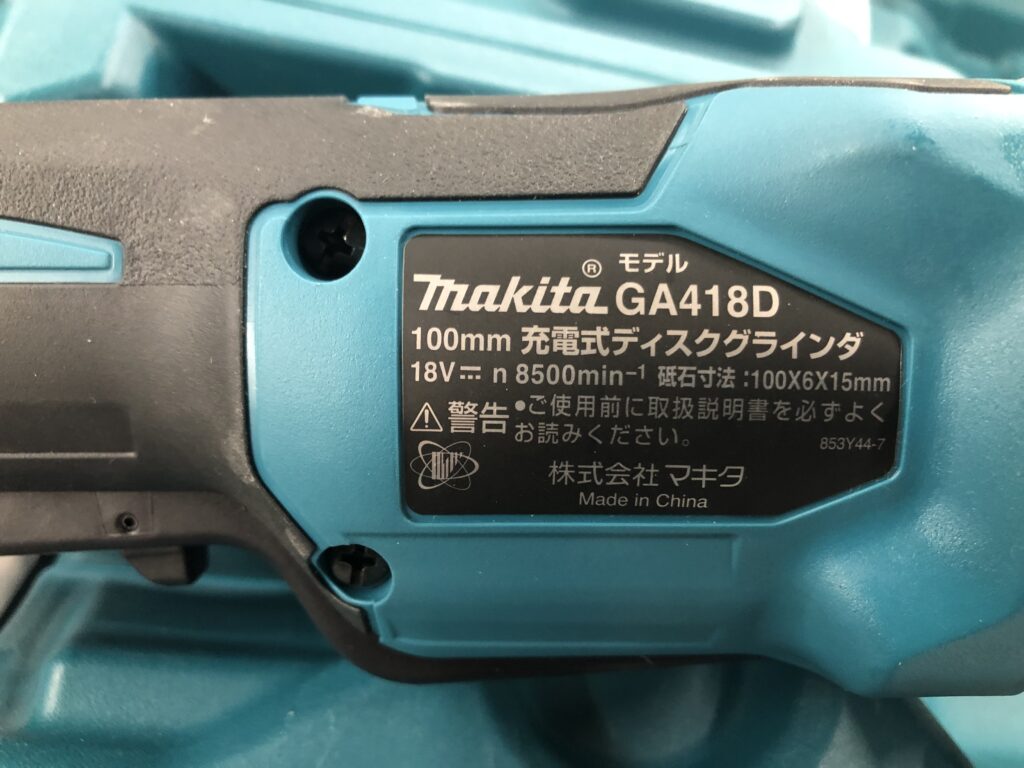 makita® モデル GA418D
100mm 充電式ディスクグラインダ
18V⎓ n 8500min⁻¹ 砥石寸法:100X6X15mm
⚠警告 •ご使用前に取扱説明書を必ずよく
お読みください。
853Y44-7
株式会社 マキタ
Made in China